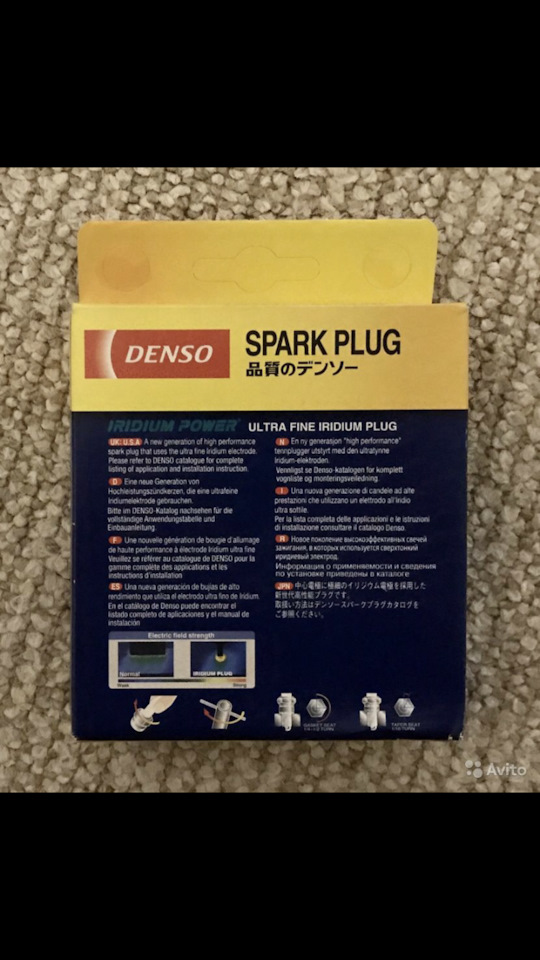 DENSO
SPARK PLUG
品質のデンソー
IRIDIUM POWER® ULTRA FINE IRIDIUM PLUG
UK: U.S.A A new generation of high performance
spark plug that uses the ultra fine Iridium electrode.
Please refer to DENSO catalogue for complete
listing of application and installation instruction.
D Eine neue Generation von
Hochleistungszündkerzen, die eine ultrafeine
Iridiumelektrode gebrauchen.
Bitte im DENSO-Katalog nachsehen für die
vollständige Anwendungstabelle und
Einbauanleitung.
F Une nouvelle génération de bougie d'allumage
de haute performance à électrode Iridium ultra fine
Veuillez se référer au catalogue de DENSO pour la
gamme complète des applications et les
instructions d'installation
ES Una nueva generación de bujias de alto
rendimiento que utiliza el electrodo ultra fino de Iridium.
En el catálogo de Denso puede encontrar el
listado completo de aplicaciones y el manual de
instalación
N En ny generasjon "high performance"
tennplugger utstyrt med den ultratynne
Iridium-elektroden.
Vennligst se Denso-katalogen for komplett
vognliste og monteringsveiledning.
I Una nuova generazione di candele ad alte
prestazioni che utilizzano un elettrodo all'iridio
ultra sottile.
Per la lista completa delle applicazioni e le istruzioni
di installazione consultare il catalogo Denso.
Я Новое поколение высокоэффективных свечей
зажигания, в которых используется сверхтонкий
иридиевый электрод.
Информация о применяемости и сведения
по установке приведены в каталоге
JPN 中心電極に極細のイリジウム電極を採用した
新世代高性能プラグです。
取扱い方法はデンソースパークプラグカタログを
ご参照ください。
Electric field strength
Normal IRIDIUM PLUG
Weak Strong
GASKET SEAT
TAPER SEAT
Avito